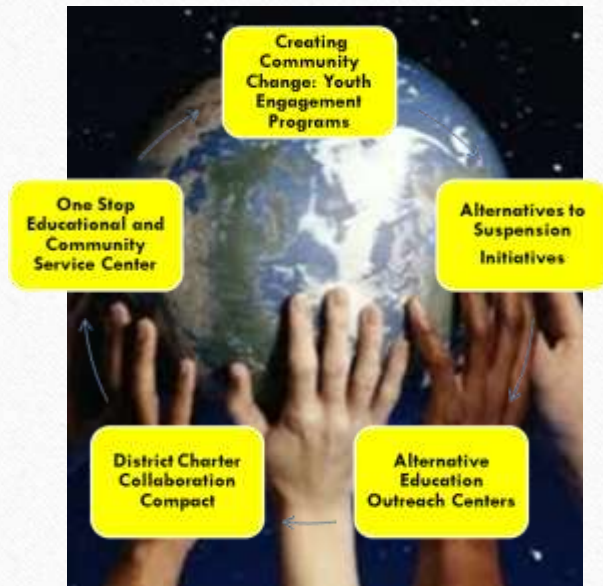 Creating
Community
Change: Youth
Engagement
Programs
One Stop
Educational and
Community
Service Center
Alternatives to
Suspension
Initiatives
District Charter
Collaboration
Compact
Alternative
Education
Outreach Centers